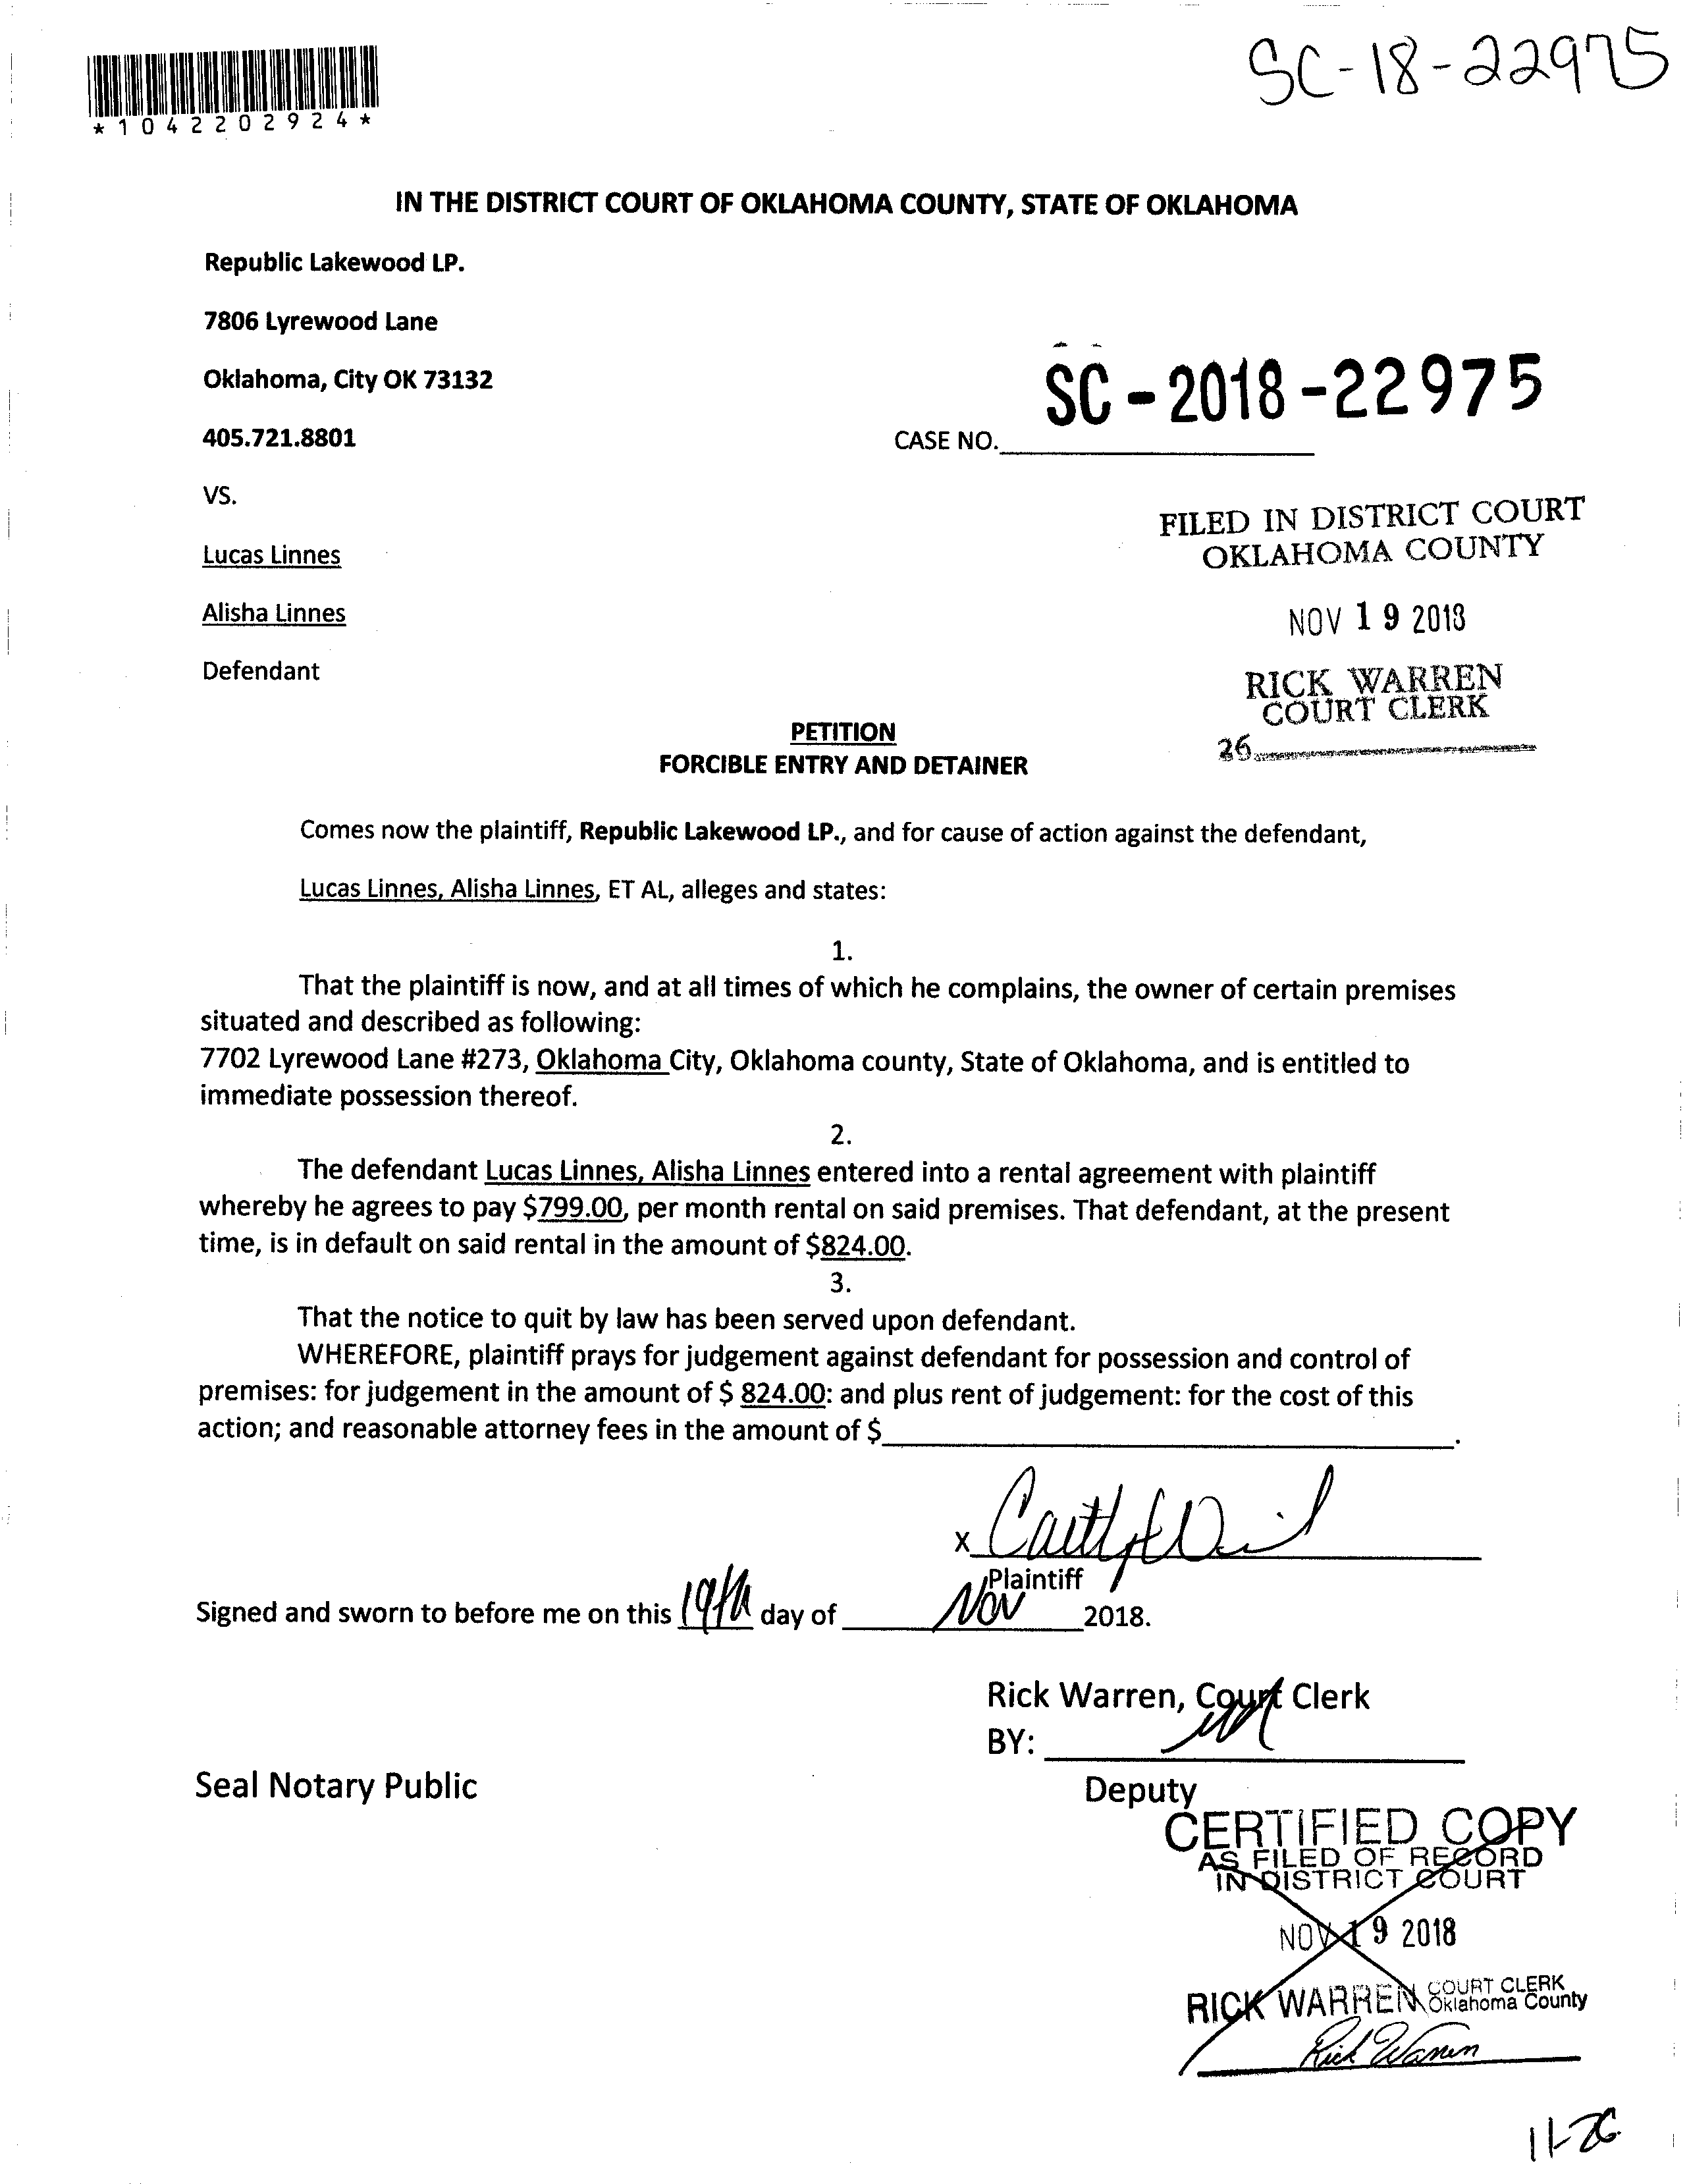 SC-18-22975
*1042202924*
IN THE DISTRICT COURT OF OKLAHOMA COUNTY, STATE OF OKLAHOMA
Republic Lakewood LP.
7806 Lyrewood Lane
Oklahoma, City OK 73132
SC-2018-22975
405.721.8801
CASE NO.
VS.
FILED IN DISTRICT COURT
OKLAHOMA COUNTY
Lucas Linnes
Alisha Linnes
NOV 19 2018
Defendant
RICK WARREN
COURT CLERK
26
PETITION
FORCIBLE ENTRY AND DETAINER
Comes now the plaintiff, Republic Lakewood LP., and for cause of action against the defendant,
Lucas Linnes, Alisha Linnes, ET AL, alleges and states:
1.
That the plaintiff is now, and at all times of which he complains, the owner of certain premises
situated and described as following:
7702 Lyrewood Lane #273, Oklahoma City, Oklahoma county, State of Oklahoma, and is entitled to
immediate possession thereof.
2.
The defendant Lucas Linnes, Alisha Linnes entered into a rental agreement with plaintiff
whereby he agrees to pay $799.00, per month rental on said premises. That defendant, at the present
time, is in default on said rental in the amount of $824.00.
3.
That the notice to quit by law has been served upon defendant.
WHEREFORE, plaintiff prays for judgement against defendant for possession and control of
premises: for judgement in the amount of $ 824.00: and plus rent of judgement: for the cost of this
action; and reasonable attorney fees in the amount of $ .
X
Plaintiff
Signed and sworn to before me on this 19th day of Nov 2018.
Rick Warren, Court Clerk
BY:
Seal Notary Public
Deputy
CERTIFIED COPY
AS FILED OF RECORD
IN DISTRICT COURT
NOV 19 2018
RICK WARREN COURT CLERK
Oklahoma County
Rick Warren
11-26